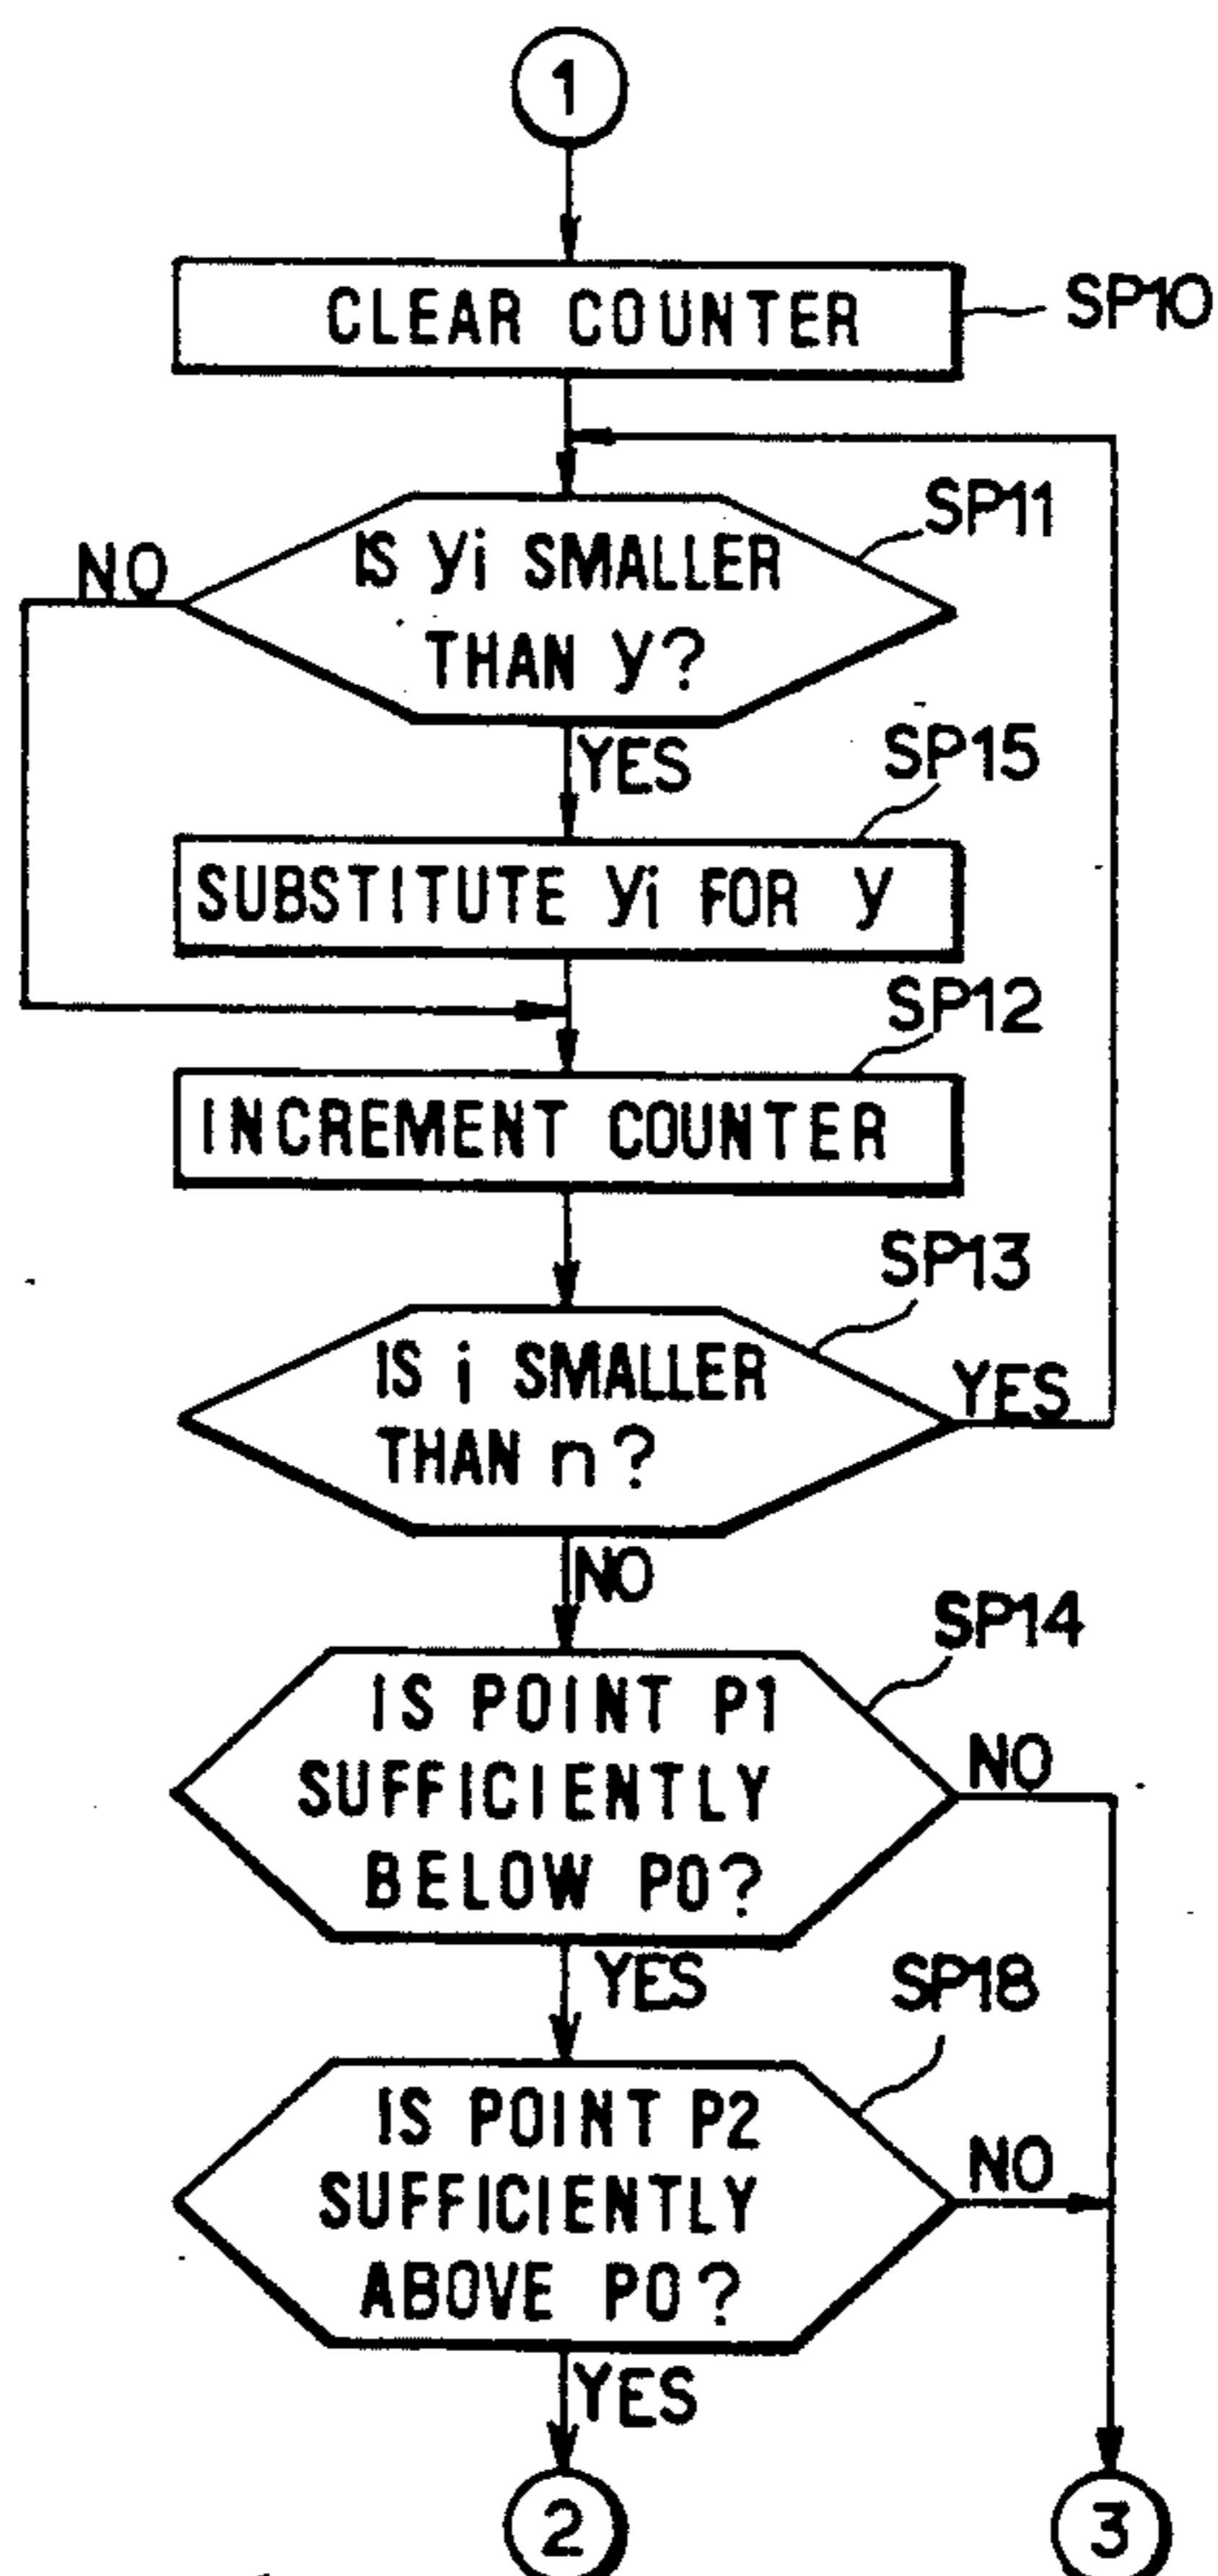 1
CLEAR COUNTER
SP10
SP11
NO
IS yi SMALLER
THAN y?
YES
SP15
SUBSTITUTE yi FOR y
SP12
INCREMENT COUNTER
SP13
IS i SMALLER
THAN n?
YES
NO
SP14
IS POINT P1
SUFFICIENTLY
BELOW P0?
NO
YES
SP18
IS POINT P2
SUFFICIENTLY
ABOVE P0?
NO
YES
2
3